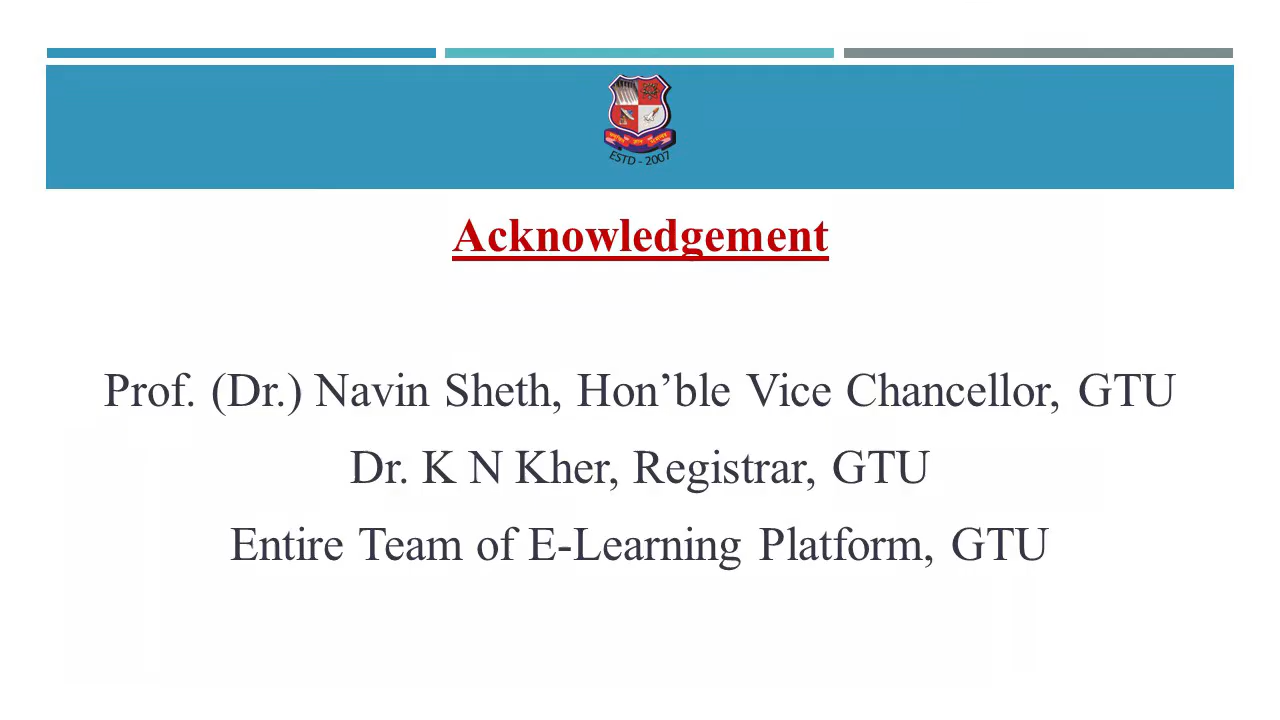 ESTD - 2007
Acknowledgement
Prof. (Dr.) Navin Sheth, Hon’ble Vice Chancellor, GTU
Dr. K N Kher, Registrar, GTU
Entire Team of E-Learning Platform, GTU